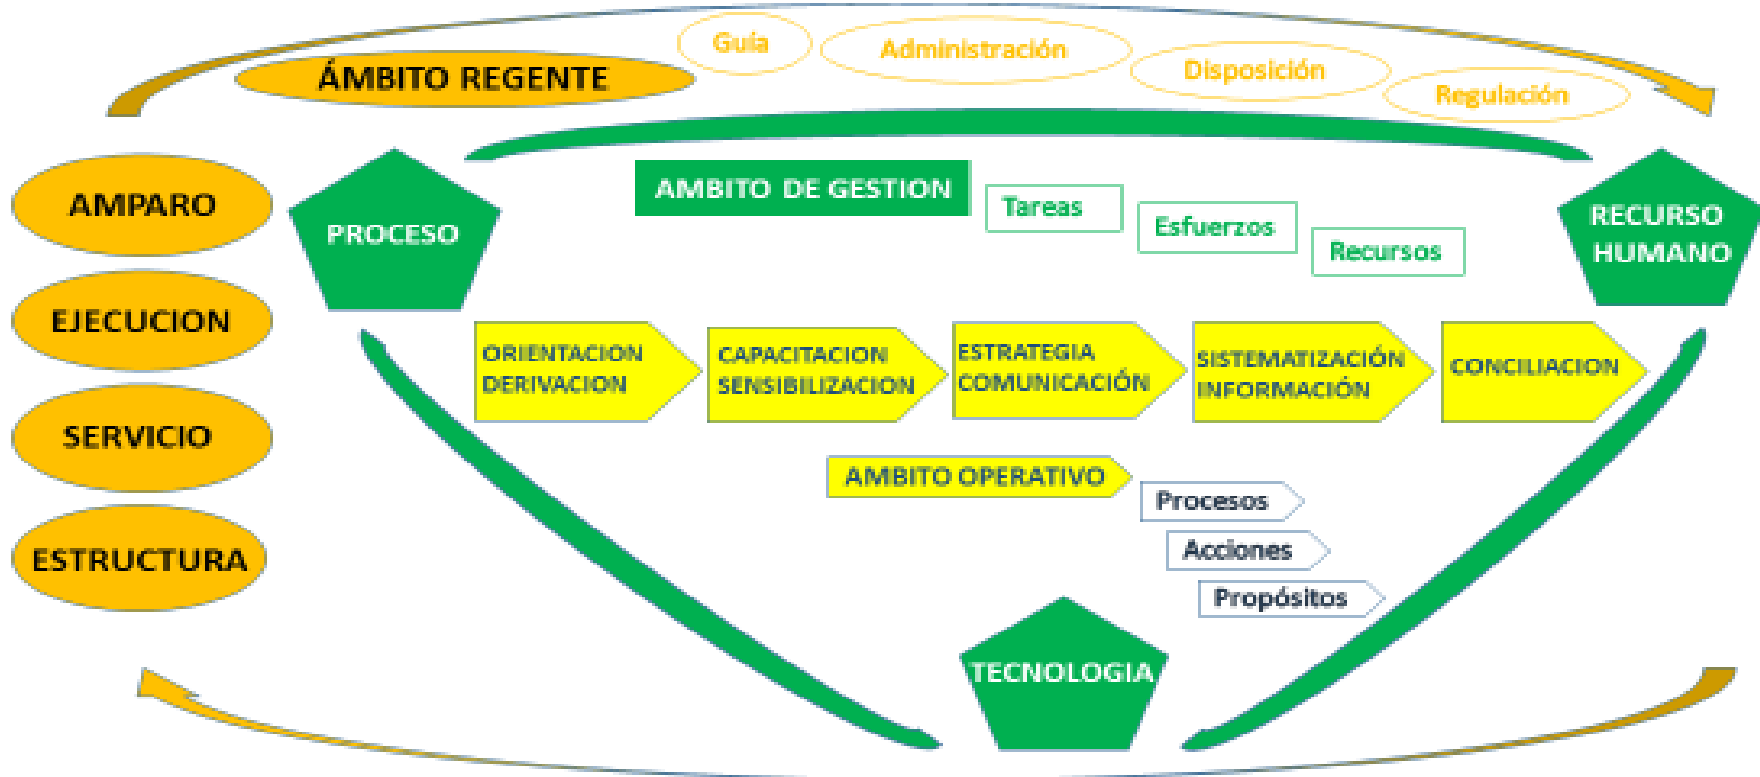 Guía
Administración
Disposición
Regulación
ÁMBITO REGENTE
AMPARO
EJECUCION
SERVICIO
ESTRUCTURA
PROCESO
AMBITO DE GESTION
Tareas
Esfuerzos
Recursos
RECURSO
HUMANO
ORIENTACION
DERIVACION
CAPACITACION
SENSIBILIZACION
ESTRATEGIA
COMUNICACIÓN
SISTEMATIZACIÓN
INFORMACIÓN
CONCILIACION
AMBITO OPERATIVO
Procesos
Acciones
Propósitos
TECNOLOGIA